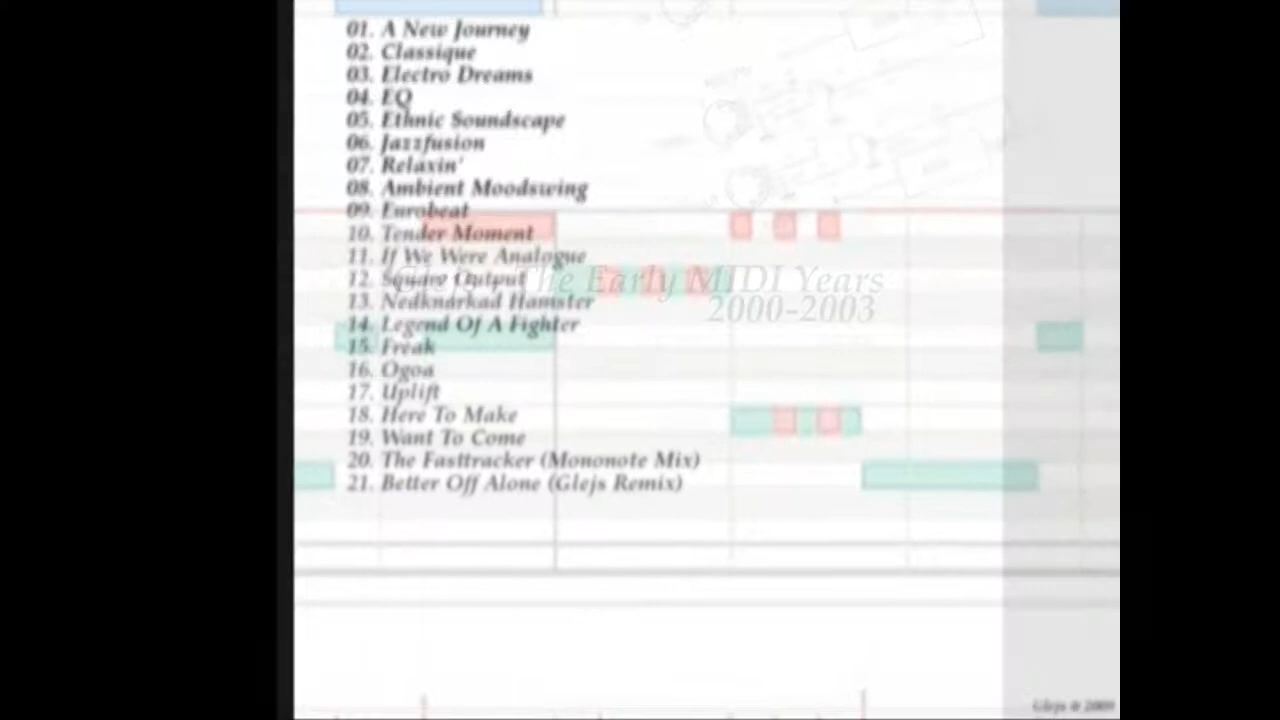 01. A New Journey
02. Classique
03. Electro Dreams
04. EQ
05. Ethnic Soundscape
06. Jazzfusion
07. Relaxin'
08. Ambient Moodswing
09. Eurobeat
10. Tender Moment
11. If We Were Analogue
12. Square Output
13. Nedknarkad Hamster
14. Legend Of A Fighter
15. Freak
16. Ogoa
17. Uplift
18. Here To Make
19. Want To Come
20. The Fasttracker (Mononote Mix)
21. Better Off Alone (Glejs Remix)
The Early MIDI Years
2000-2003
Glejs © 2009